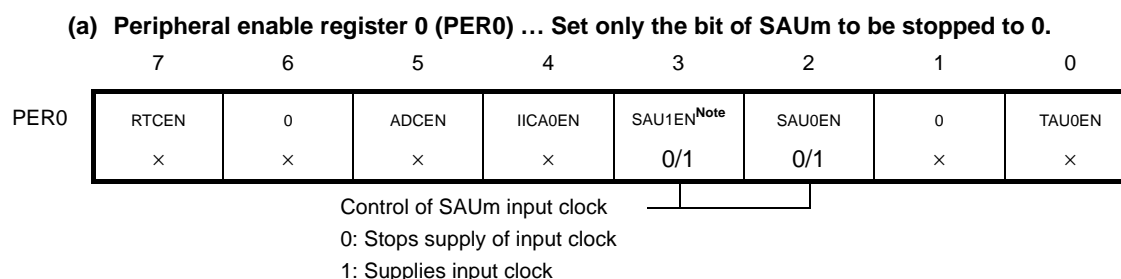 (a) Peripheral enable register 0 (PER0) … Set only the bit of SAUm to be stopped to 0.
7 6 5 4 3 2 1 0
PER0 RTCEN 0 ADCEN IICA0EN SAU1EN Note SAU0EN 0 TAU0EN
× × × × 0/1 0/1 × ×
Control of SAUm input clock
0: Stops supply of input clock
1: Supplies input clock